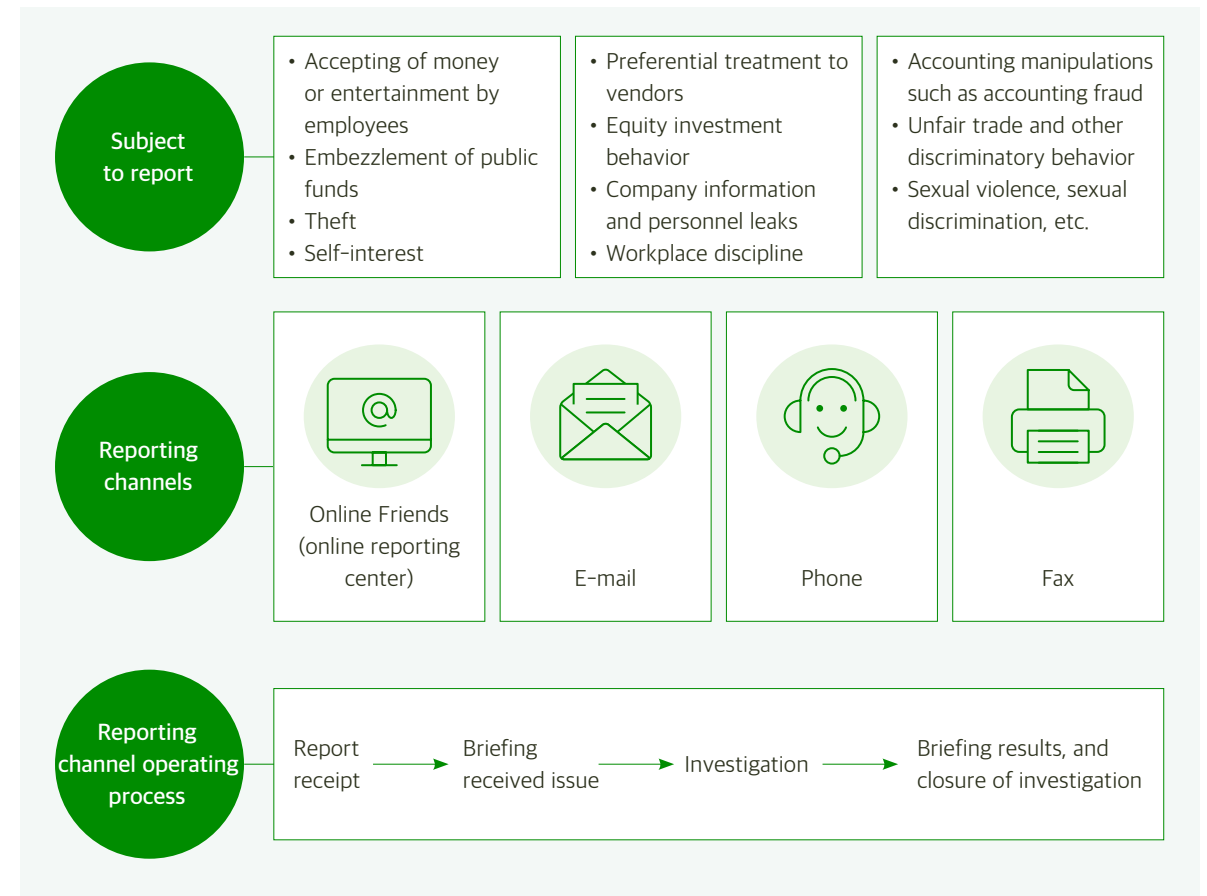 Subject
to report
• Accepting of money
or entertainment by
employees
• Embezzlement of public
funds
• Theft
• Self-interest
• Preferential treatment to
vendors
• Equity investment
behavior
• Company information
and personnel leaks
• Workplace discipline
• Accounting manipulations
such as accounting fraud
• Unfair trade and other
discriminatory behavior
• Sexual violence, sexual
discrimination, etc.
Reporting
channels
@
Online Friends
(online reporting
center)
E-mail
Phone
Fax
Reporting
channel operating
process
Report
receipt
Briefing
received issue
Investigation
Briefing results, and
closure of investigation